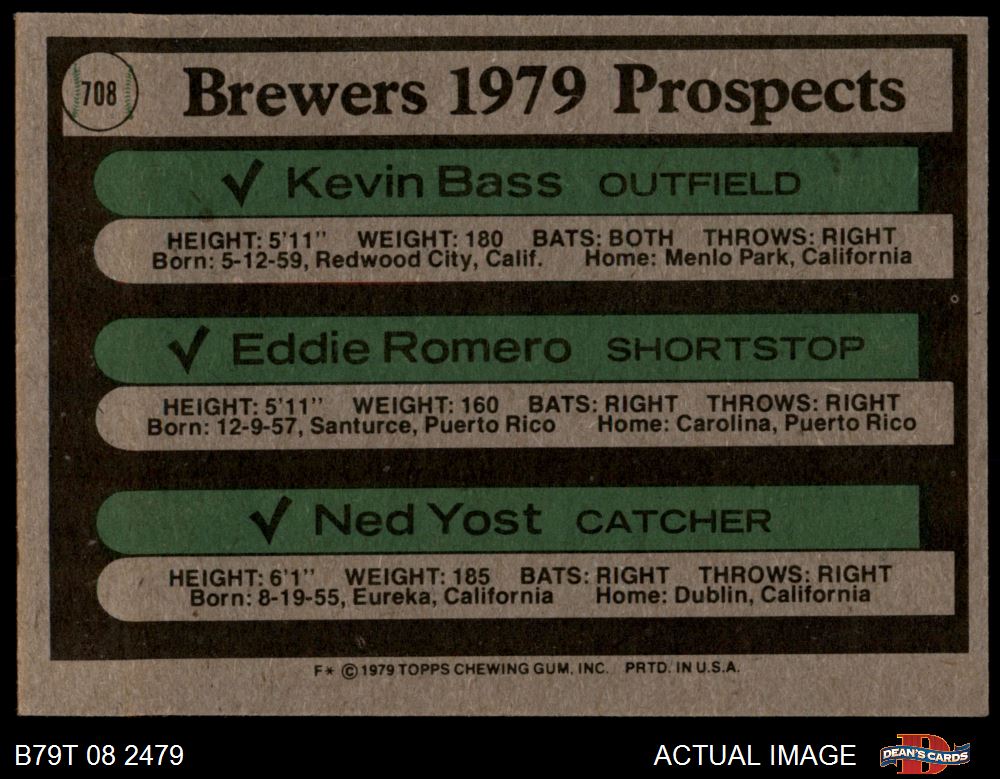 708
Brewers 1979 Prospects
✓ Kevin Bass OUTFIELD
HEIGHT: 5'11" WEIGHT: 180 BATS: BOTH THROWS: RIGHT
Born: 5-12-59, Redwood City, Calif. Home: Menlo Park, California
✓ Eddie Romero SHORTSTOP
HEIGHT: 5'11" WEIGHT: 160 BATS: RIGHT THROWS: RIGHT
Born: 12-9-57, Santurce, Puerto Rico Home: Carolina, Puerto Rico
✓ Ned Yost CATCHER
HEIGHT: 6'1" WEIGHT: 185 BATS: RIGHT THROWS: RIGHT
Born: 8-19-55, Eureka, California Home: Dublin, California
F* © 1979 TOPPS CHEWING GUM, INC. PRTD. IN U.S.A.
B79T 08 2479 ACTUAL IMAGE DEAN'S CARDS